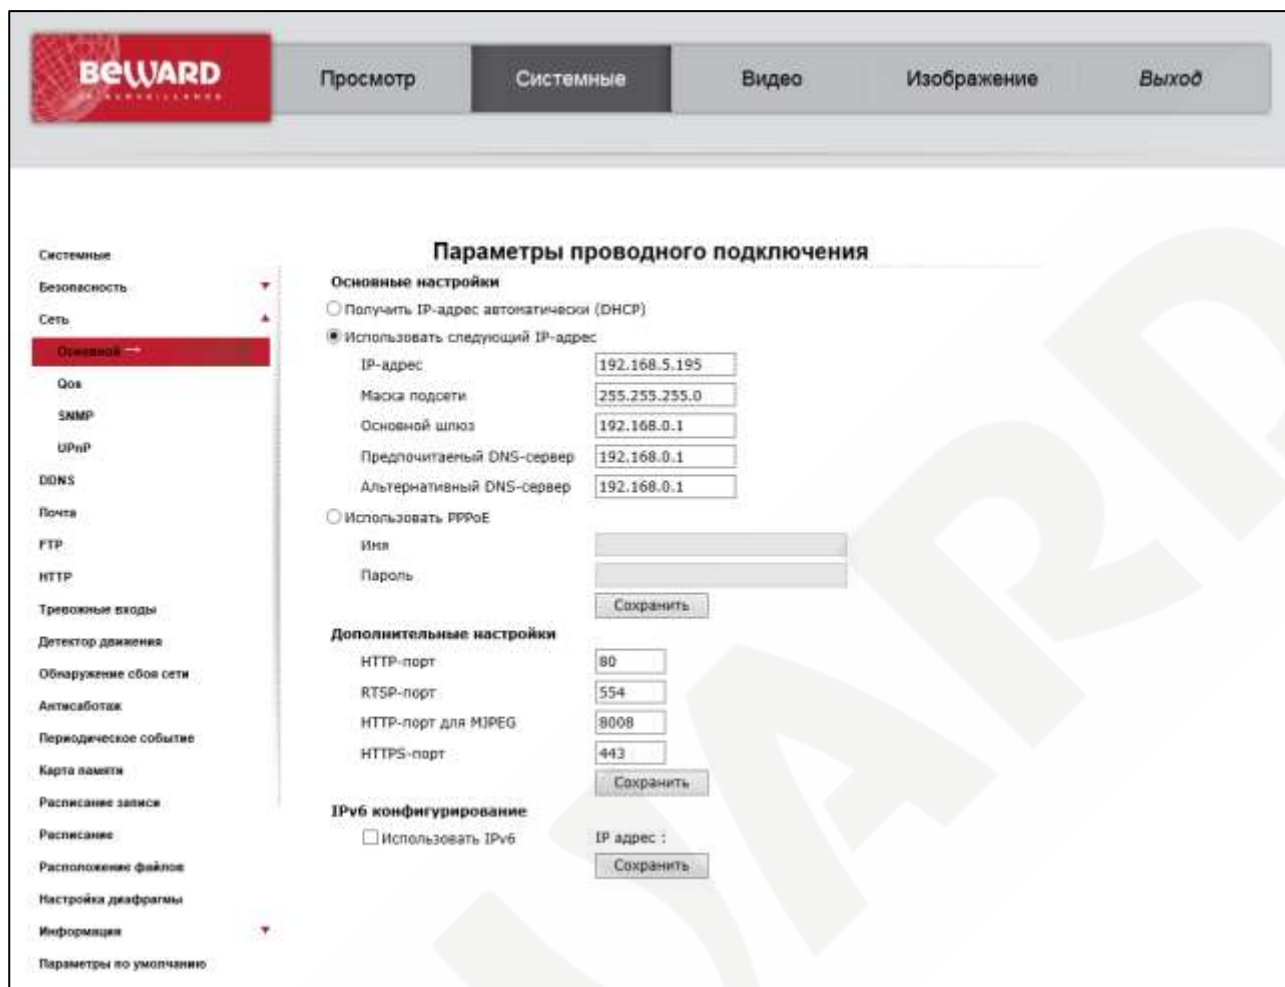 BEWARD
IP SURVEILLANCE
Просмотр
Системные
Видео
Изображение
Выход
Системные
Безопасность
Сеть
Основной →
Qos
SNMP
UPnP
DDNS
Почта
FTP
HTTP
Тревожные входы
Детектор движения
Обнаружение сбоя сети
Антисаботаж
Периодическое событие
Карта памяти
Расписание записи
Расписание
Расположение файлов
Настройка диафрагмы
Информация
Параметры по умолчанию
Параметры проводного подключения
Основные настройки
Получить IP-адрес автоматически (DHCP)
Использовать следующий IP-адрес
IP-адрес 192.168.5.195
Маска подсети 255.255.255.0
Основной шлюз 192.168.0.1
Предпочитаемый DNS-сервер 192.168.0.1
Альтернативный DNS-сервер 192.168.0.1
Использовать PPPoE
Имя
Пароль
Сохранить
Дополнительные настройки
HTTP-порт 80
RTSP-порт 554
HTTP-порт для MJPEG 8008
HTTPS-порт 443
Сохранить
IPv6 конфигурирование
Использовать IPv6 IP адрес :
Сохранить